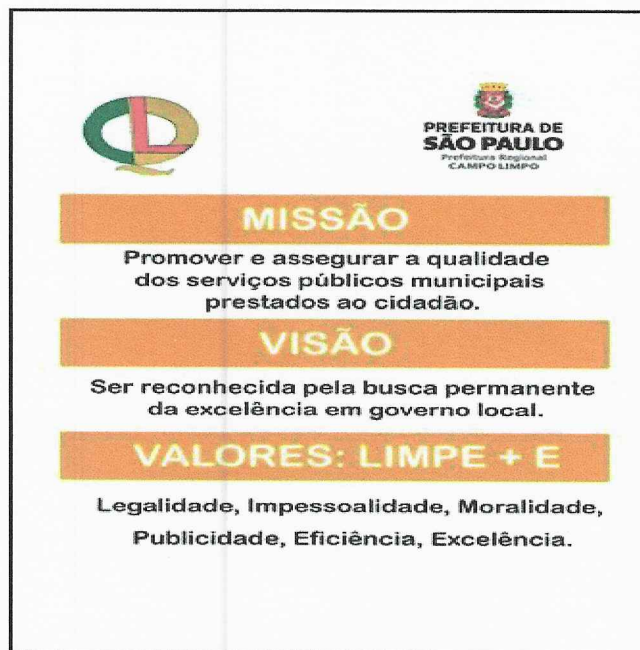 QL
PREFEITURA DE
SÃO PAULO
Prefeitura Regional
CAMPO LIMPO
MISSÃO
Promover e assegurar a qualidade
dos serviços públicos municipais
prestados ao cidadão.
VISÃO
Ser reconhecida pela busca permanente
da excelência em governo local.
VALORES: LIMPE + E
Legalidade, Impessoalidade, Moralidade,
Publicidade, Eficiência, Excelência.